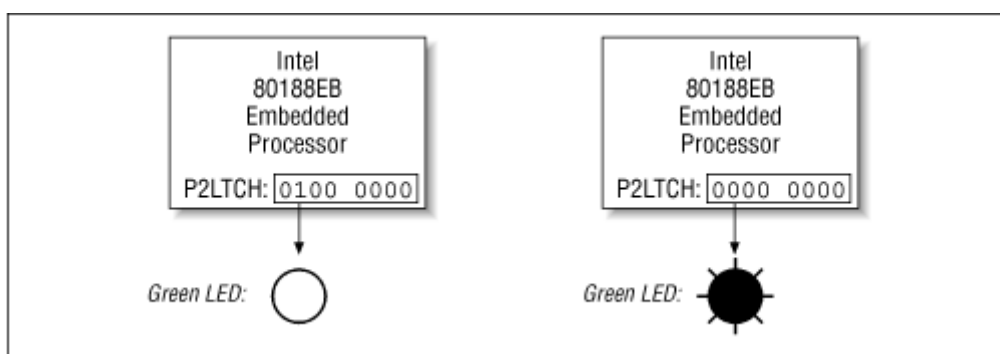 Intel
80188EB
Embedded
Processor
P2LTCH: 0100 0000
Green LED:
Intel
80188EB
Embedded
Processor
P2LTCH: 0000 0000
Green LED: